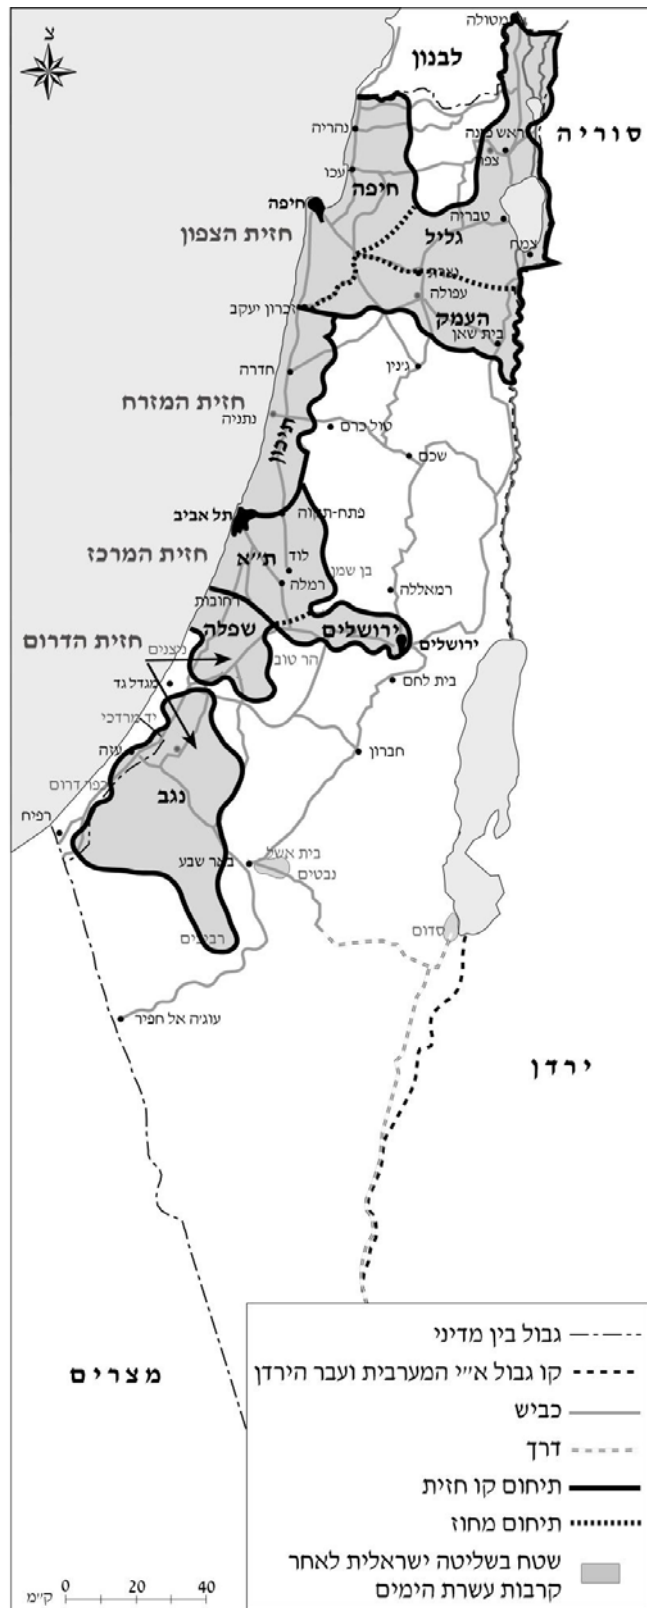 צ
מטולה
לבנון
סוריה
ראש פינה
צפת
נהריה
עכו
חיפה
חיפה
חזית הצפון
גליל
טבריה
צמח
נצרת
עפולה
זכרון יעקב
העמק
בית שאן
ג׳נין
חדרה
חזית המזרח
נתניה
תיכון
טול כרם
שכם
תל אביב
פתח-תקוה
חזית המרכז
ת״א
לוד
בן שמן
רמלה
רמאללה
רחובות
שפלה
ירושלים
ירושלים
חזית הדרום
ניצנים
הר טוב
מגדל גד
בית לחם
יד מרדכי
עזה
חברון
כפר דרום
נגב
רפיח
באר שבע
בית אשל
נבטים
רביבים
סדום
עוג׳ה אל חפיר
ירדן
מצרים
גבול בין מדיני
קו גבול א״י המערבית ועבר הירדן
כביש
דרך
תיחום קו חזית
תיחום מחוז
שטח בשליטה ישראלית לאחר
קרבות עשרת הימים
ק״מ 0 20 40